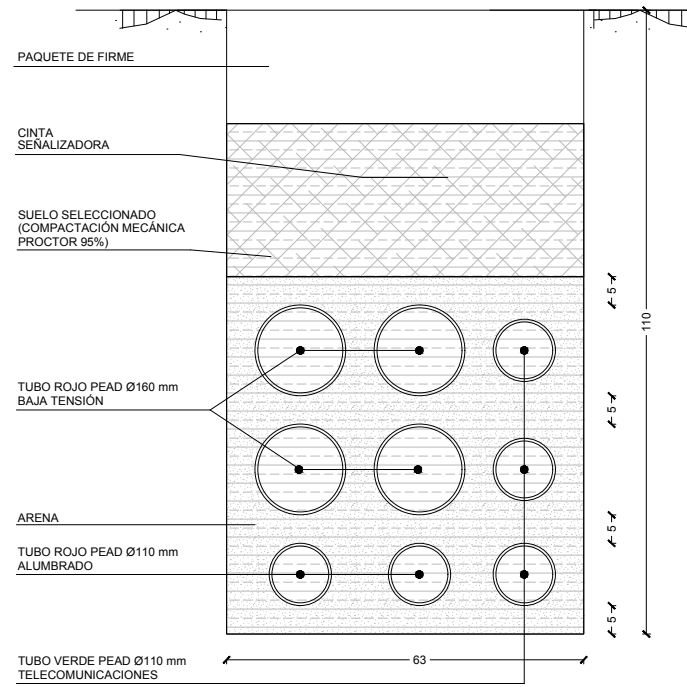 PAQUETE DE FIRME
CINTA
SEÑALIZADORA
SUELO SELECCIONADO
(COMPACTACIÓN MECÁNICA
PROCTOR 95%)
5
110
TUBO ROJO PEAD Ø160 mm
BAJA TENSIÓN
5
ARENA
5
TUBO ROJO PEAD Ø110 mm
ALUMBRADO
5
TUBO VERDE PEAD Ø110 mm
TELECOMUNICACIONES
63